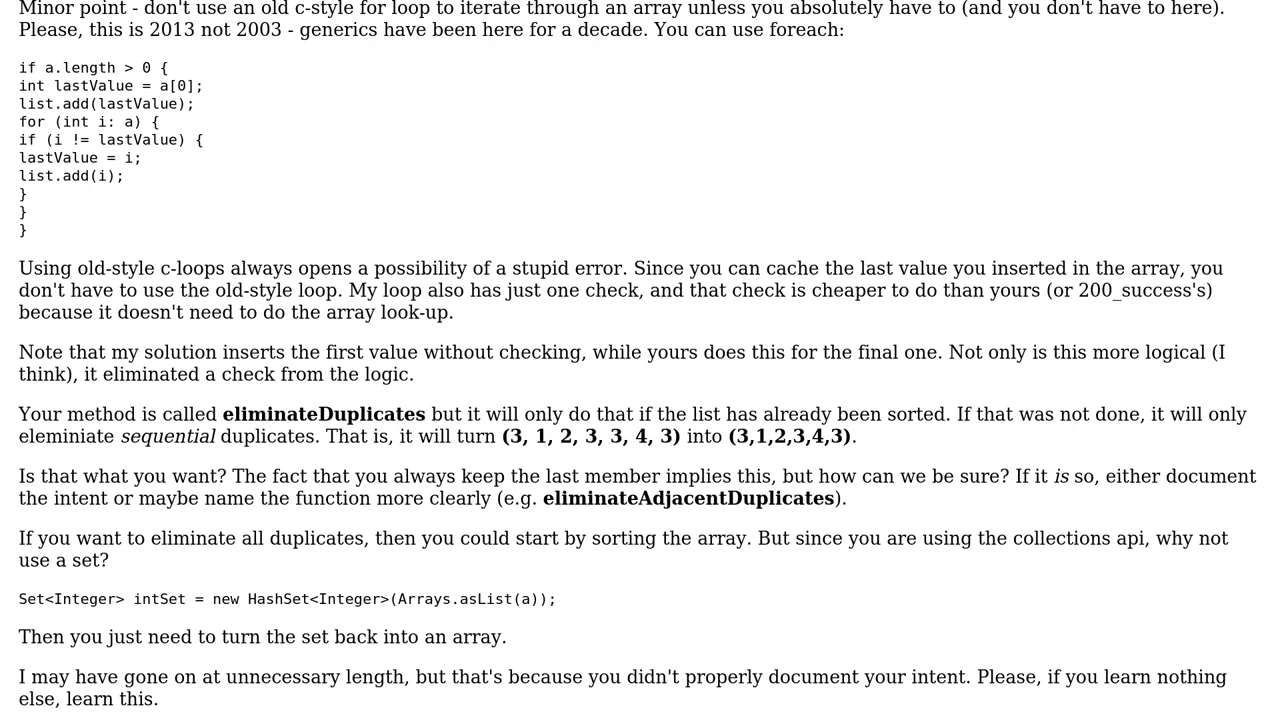 Minor point - don't use an old c-style for loop to iterate through an array unless you absolutely have to (and you don't have to here).
Please, this is 2013 not 2003 - generics have been here for a decade. You can use foreach:
if a.length > 0 {
int lastValue = a[0];
list.add(lastValue);
for (int i: a) {
if (i != lastValue) {
lastValue = i;
list.add(i);
}
}
}
Using old-style c-loops always opens a possibility of a stupid error. Since you can cache the last value you inserted in the array, you
don't have to use the old-style loop. My loop also has just one check, and that check is cheaper to do than yours (or 200_success's)
because it doesn't need to do the array look-up.
Note that my solution inserts the first value without checking, while yours does this for the final one. Not only is this more logical (I
think), it eliminated a check from the logic.
Your method is called eliminateDuplicates but it will only do that if the list has already been sorted. If that was not done, it will only
eleminiate sequential duplicates. That is, it will turn (3, 1, 2, 3, 3, 4, 3) into (3,1,2,3,4,3).
Is that what you want? The fact that you always keep the last member implies this, but how can we be sure? If it is so, either document
the intent or maybe name the function more clearly (e.g. eliminateAdjacentDuplicates).
If you want to eliminate all duplicates, then you could start by sorting the array. But since you are using the collections api, why not
use a set?
Set<Integer> intSet = new HashSet<Integer>(Arrays.asList(a));
Then you just need to turn the set back into an array.
I may have gone on at unnecessary length, but that's because you didn't properly document your intent. Please, if you learn nothing
else, learn this.